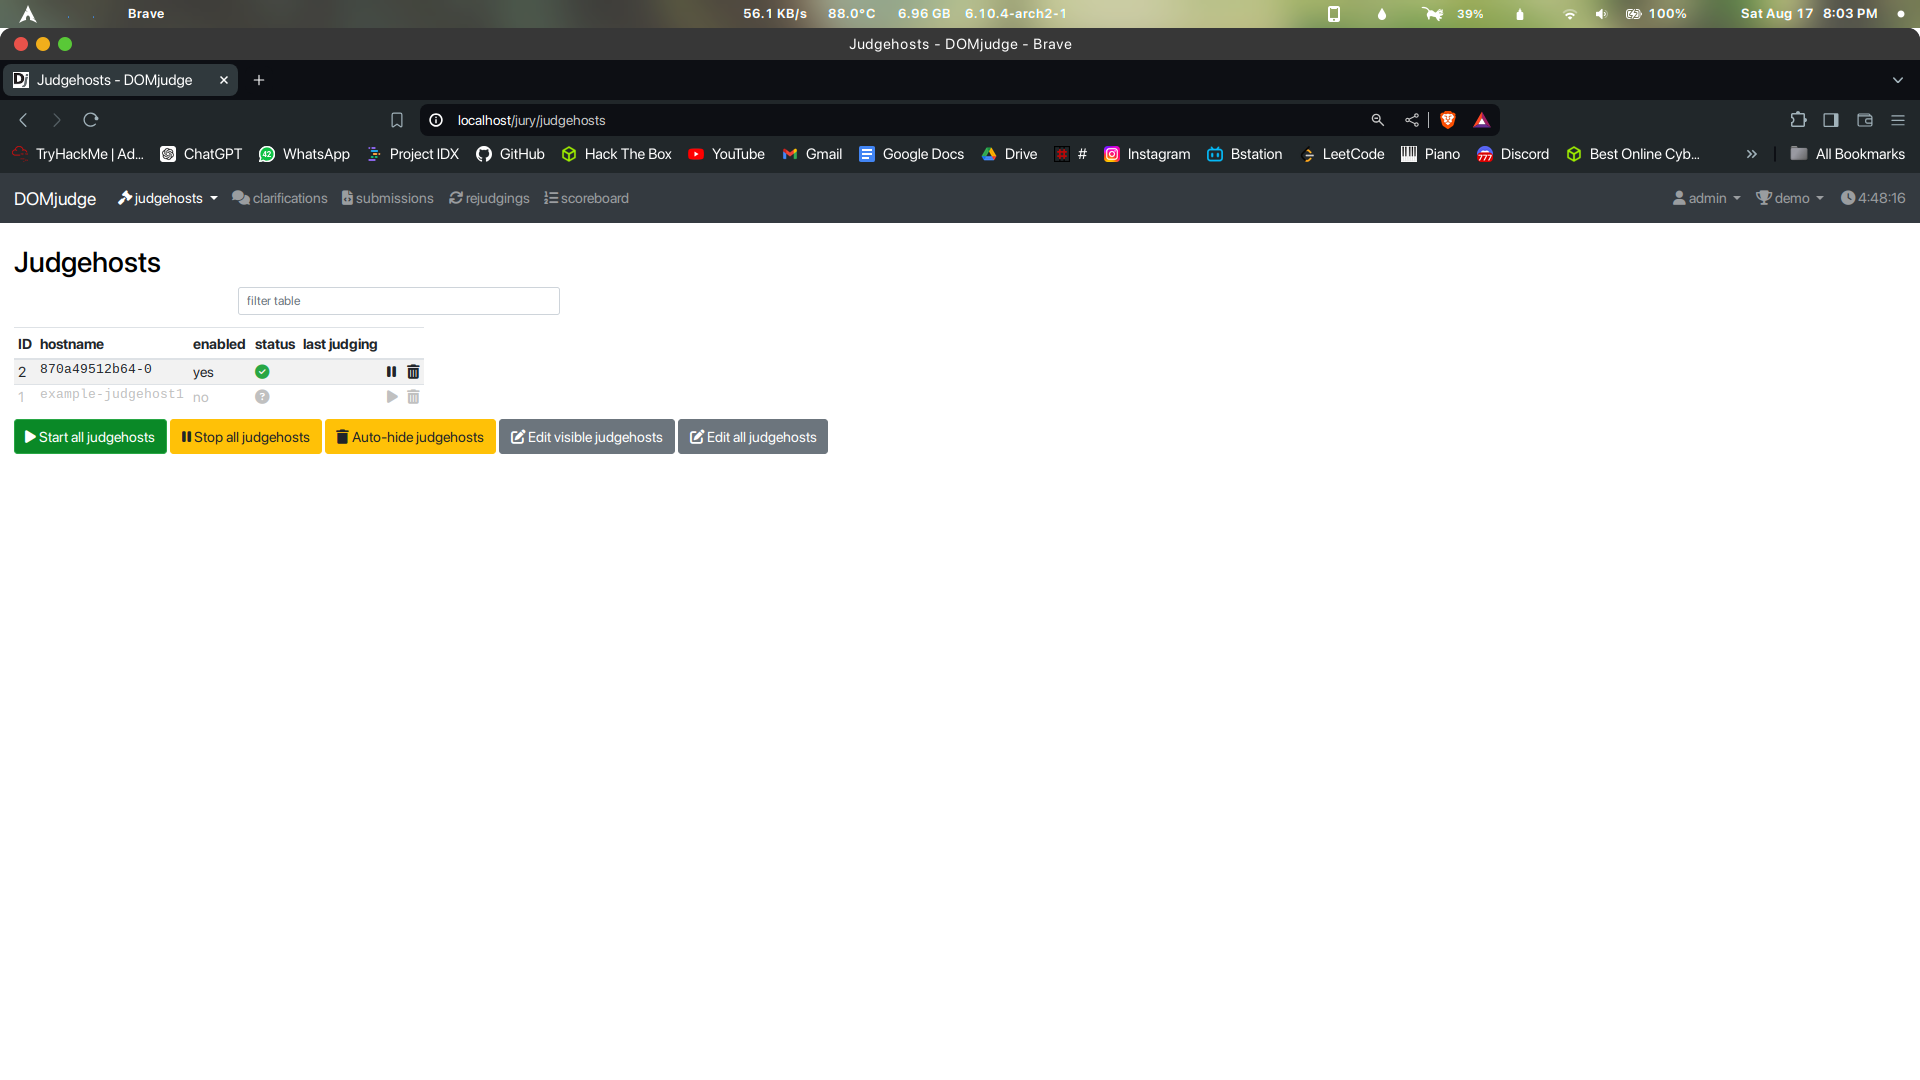 Brave 56.1 KB/s 88.0°C 6.96 GB 6.10.4-arch2-1 39% 100% Sat Aug 17 8:03 PM
Judgehosts - DOMjudge - Brave
Dj Judgehosts - DOMjudge
localhost/jury/judgehosts
TryHackMe | Ad... ChatGPT 42 WhatsApp Project IDX GitHub Hack The Box YouTube Gmail Google Docs Drive # Instagram Bstation LeetCode Piano 777 Discord Best Online Cyb... All Bookmarks
DOMjudge judgehosts clarifications submissions rejudgings scoreboard admin demo 4:48:16
Judgehosts
filter table
ID hostname enabled status last judging
2 870a49512b64-0 yes
1 example-judgehost1 no ?
Start all judgehosts Stop all judgehosts Auto-hide judgehosts Edit visible judgehosts Edit all judgehosts